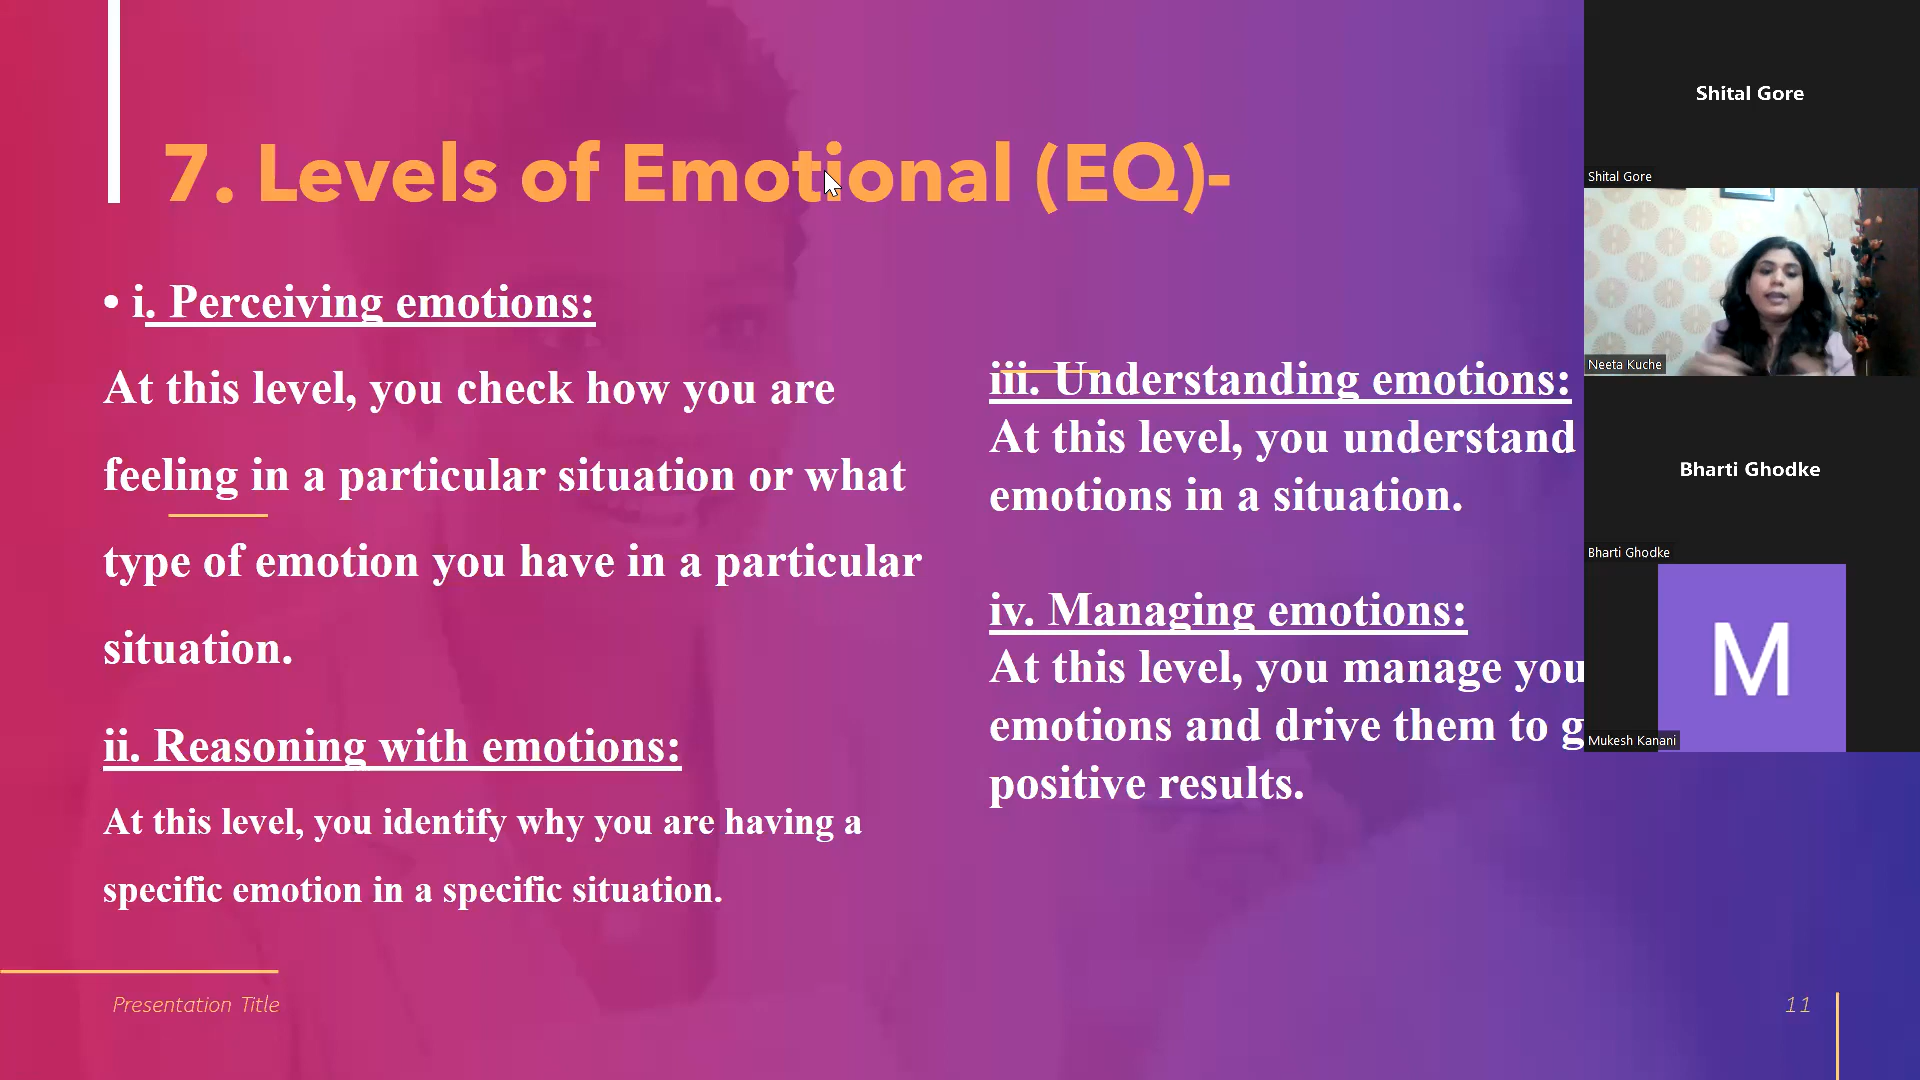 7. Levels of Emotional (EQ)-
• i. Perceiving emotions:
At this level, you check how you are
feeling in a particular situation or what
type of emotion you have in a particular
situation.
ii. Reasoning with emotions:
At this level, you identify why you are having a
specific emotion in a specific situation.
iii. Understanding emotions:
At this level, you understand
emotions in a situation.
iv. Managing emotions:
At this level, you manage
emotions and drive them to
positive results.
Presentation Title
11
Shital Gore
Shital Gore
Neeta Kuche
Bharti Ghodke
Bharti Ghodke
M
Mukesh Kanani